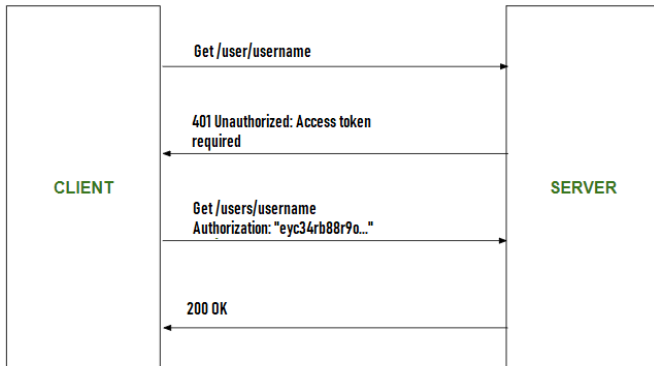 Get /user/username
401 Unauthorized: Access token
required
CLIENT
SERVER
Get /users/username
Authorization: "eyc34rb88r9o..."
200 OK